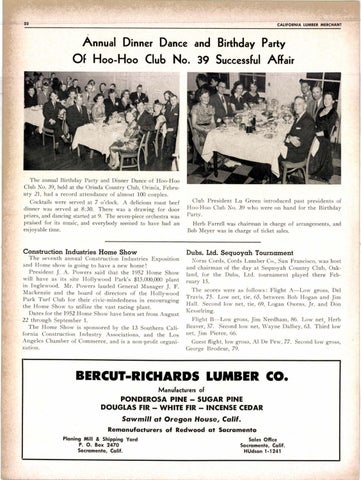 20
CALIFORNIA LUMBER MERCHANT
Annual Dinner Dance and Birthday Party
Of Hoo-Hoo Club No. 39 Successful Affair
The annual Birthday Party and Dinner Dance of Hoo-Hoo
Club No. 39, held at the Orinda Country Club, Orinda, Febru-
ary 21, had a record attendance of almost 100 couples.
Cocktails were served at 7 o'clock. A delicious roast beef
dinner was served at 8:30. There was a drawing for door
prizes, and dancing started at 9. The seven-piece orchestra was
praised for its music, and everybody seemed to have had an
enjoyable time.
Club President Lu Green introduced past presidents of
Hoo-Hoo Club No. 39 who were on hand for the Birthday
Party.
Herb Farrell was chairman in charge of arrangements, and
Bob Meyer was in charge of ticket sales.
Construction Industries Home Show
The seventh annual Construction Industries Exposition
and Home show is going to have a new home!
President J. A. Powers said that the 1952 Home Show
will have as its site Hollywood Park's $15,000,000 plant
in Inglewood. Mr. Powers lauded General Manager J. F.
Mackenzie and the board of directors of the Hollywood
Park Turf Club for their civic-mindedness in encouraging
the Home Show to utilize the vast racing plant.
Dates for the 1952 Home Show have been set from August
22 through September 1.
The Home Show is sponsored by the 13 Southern Cali-
fornia Construction Industry Associations, and the Los
Angeles Chamber of Commerce, and is a non-profit organi-
zation.
Dubs, Ltd. Sequoyah Tournament
Norm Cords, Cords Lumber Co., San Francisco, was host
and chairman of the day at Sequoyah Country Club, Oak-
land, for the Dubs, Ltd. tournament played there Feb-
ruary 15.
The scores were as follows: Flight A—Low gross, Del
Travis, 75. Low net, tie, 65, between Bob Hogan and Jim
Hall. Second low net, tie, 69, Logan Owens, Jr. and Don
Kesselring.
Flight B—Low gross, Jim Needham, 86. Low net, Herb
Beaver, 57. Second low net, Wayne Dailey, 63. Third low
net, Jim Pierce, 66.
Guest flight, low gross, Al De Pew, 77. Second low gross,
George Brodeur, 79.
BERCUT-RICHARDS LUMBER CO.
Manufacturers of
PONDEROSA PINE – SUGAR PINE
DOUGLAS FIR – WHITE FIR – INCENSE CEDAR
Sawmill at Oregon House, Calif.
Remanufacturers of Redwood at Sacramento
Planing Mill & Shipping Yard
P. O. Box 2470
Sacramento, Calif.
Sales Office
Sacramento, Calif.
HUdson 1-1241